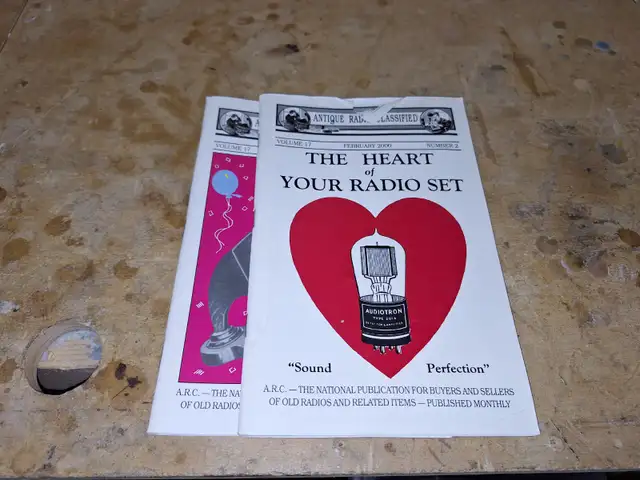 ANTIQUE RADIO CLASSIFIED
VOLUME 17 FEBRUARY 2000 NUMBER 2
THE HEART
of
YOUR RADIO SET
AUDIOTRON
"Sound Perfection"
A.R.C. — THE NATIONAL PUBLICATION FOR BUYERS AND SELLERS
OF OLD RADIOS AND RELATED ITEMS — PUBLISHED MONTHLY
A
VOLUME 17
A.R.C. — THE NA
OF OLD RADIOS